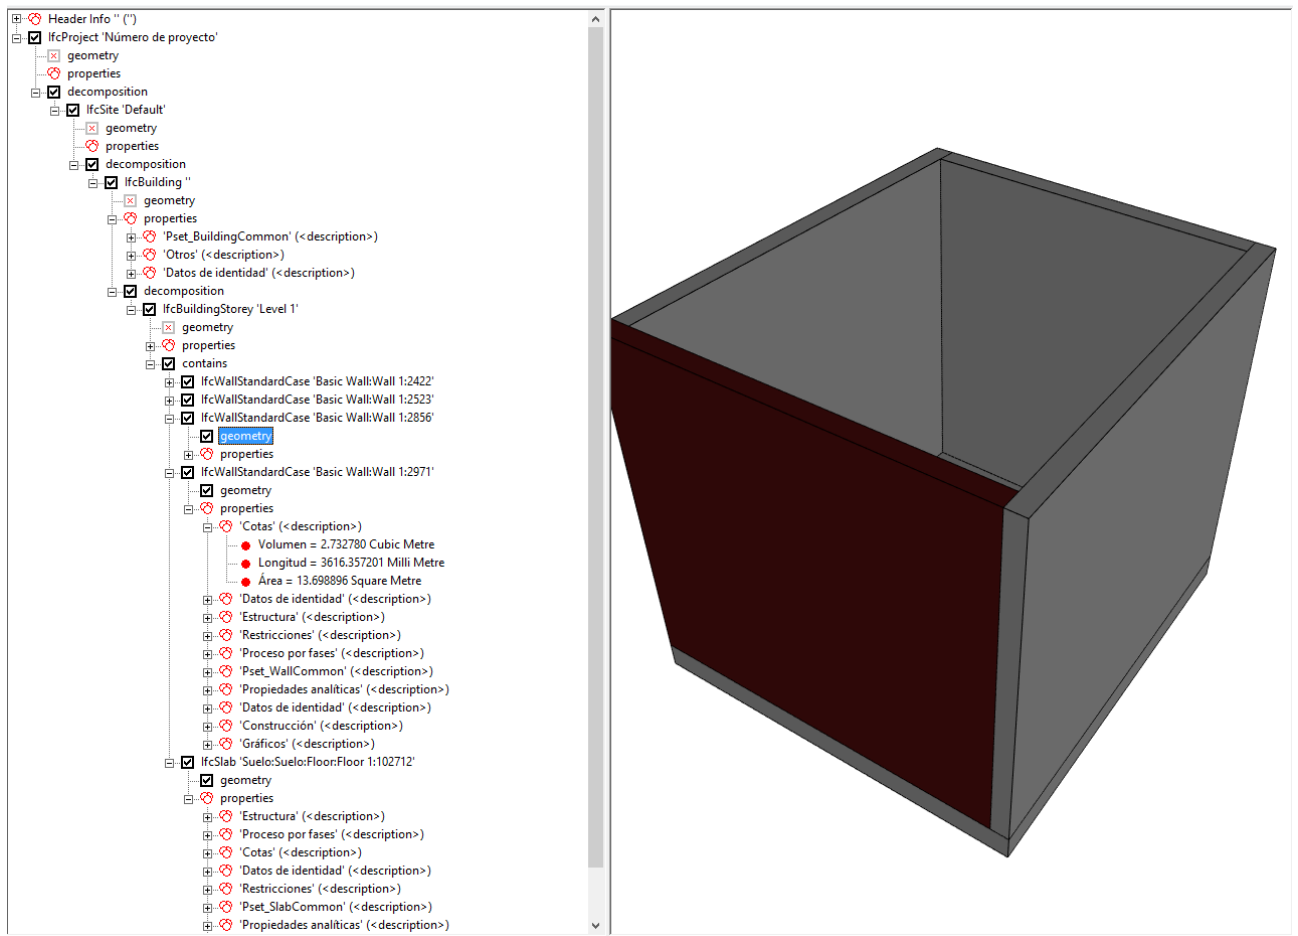 Header Info '' ('')
IfcProject 'Número de proyecto'
geometry
properties
decomposition
IfcSite 'Default'
geometry
properties
decomposition
IfcBuilding ''
geometry
properties
'Pset_BuildingCommon' (<description>)
'Otros' (<description>)
'Datos de identidad' (<description>)
decomposition
IfcBuildingStorey 'Level 1'
geometry
properties
contains
IfcWallStandardCase 'Basic Wall:Wall 1:2422'
IfcWallStandardCase 'Basic Wall:Wall 1:2523'
IfcWallStandardCase 'Basic Wall:Wall 1:2856'
geometry
properties
IfcWallStandardCase 'Basic Wall:Wall 1:2971'
geometry
properties
'Cotas' (<description>)
Volumen = 2.732780 Cubic Metre
Longitud = 3616.357201 Milli Metre
Área = 13.698896 Square Metre
'Datos de identidad' (<description>)
'Estructura' (<description>)
'Restricciones' (<description>)
'Proceso por fases' (<description>)
'Pset_WallCommon' (<description>)
'Propiedades analíticas' (<description>)
'Datos de identidad' (<description>)
'Construcción' (<description>)
'Gráficos' (<description>)
IfcSlab 'Suelo:Suelo:Floor:Floor 1:102712'
geometry
properties
'Estructura' (<description>)
'Proceso por fases' (<description>)
'Cotas' (<description>)
'Datos de identidad' (<description>)
'Restricciones' (<description>)
'Pset_SlabCommon' (<description>)
'Propiedades analíticas' (<description>)